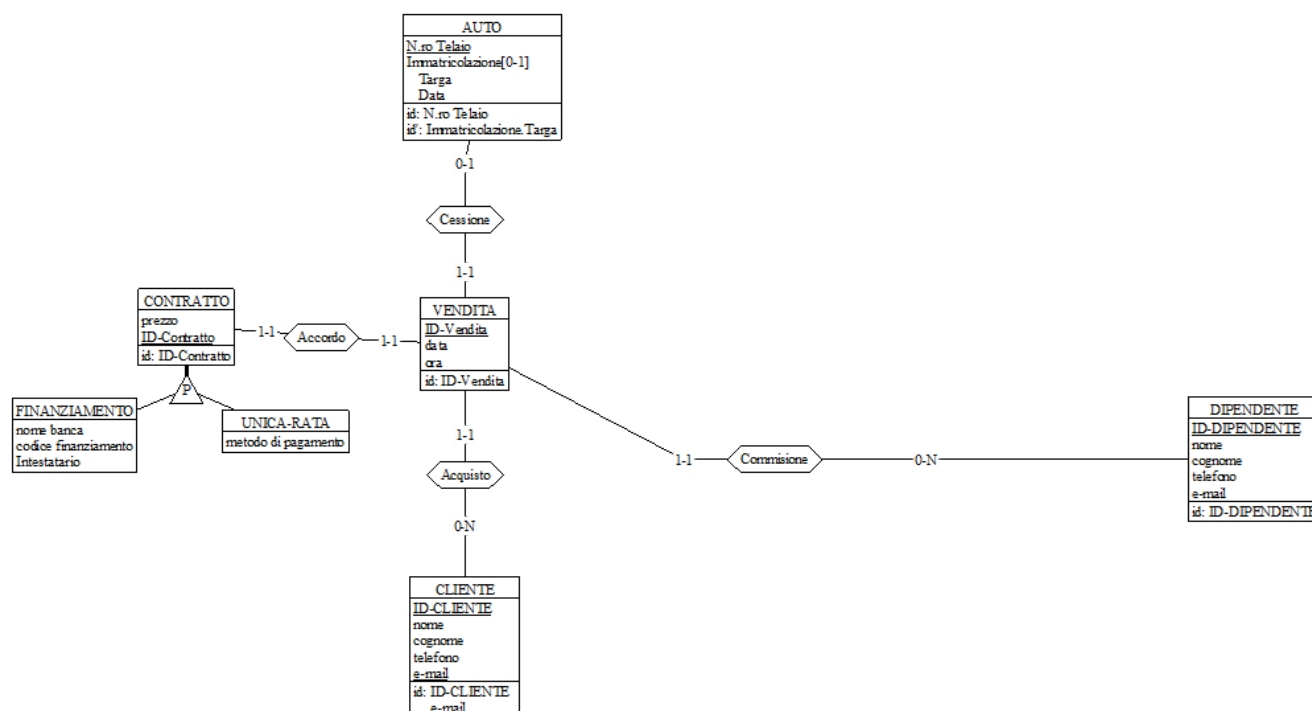 AUTO
N.ro Telaio
Immatricolazione[0-1]
Targa
Data
id: N.ro Telaio
id': Immatricolazione.Targa
0-1
Cessione
1-1
CONTRATTO
prezzo
ID-Contratto
id: ID-Contratto
1-1
Accordo
1-1
VENDITA
ID-Vendita
data
ora
id: ID-Vendita
P
FINANZIAMENTO
nome banca
codice finanziamento
Intestatario
UNICA-RATA
metodo di pagamento
1-1
Acquisto
0-N
1-1
Commisione
0-N
DIPENDENTE
ID-DIPENDENTE
nome
cognome
telefono
e-mail
id: ID-DIPENDENTE
CLIENTE
ID-CLIENTE
nome
cognome
telefono
e-mail
id: ID-CLIENTE
e-mail